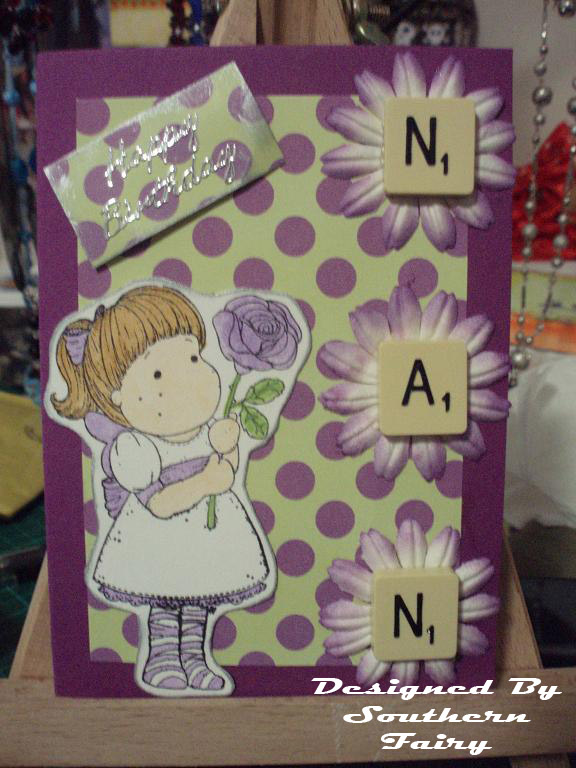 Happy
Birthday
N1
A1
N1
Designed By
Southern
Fairy